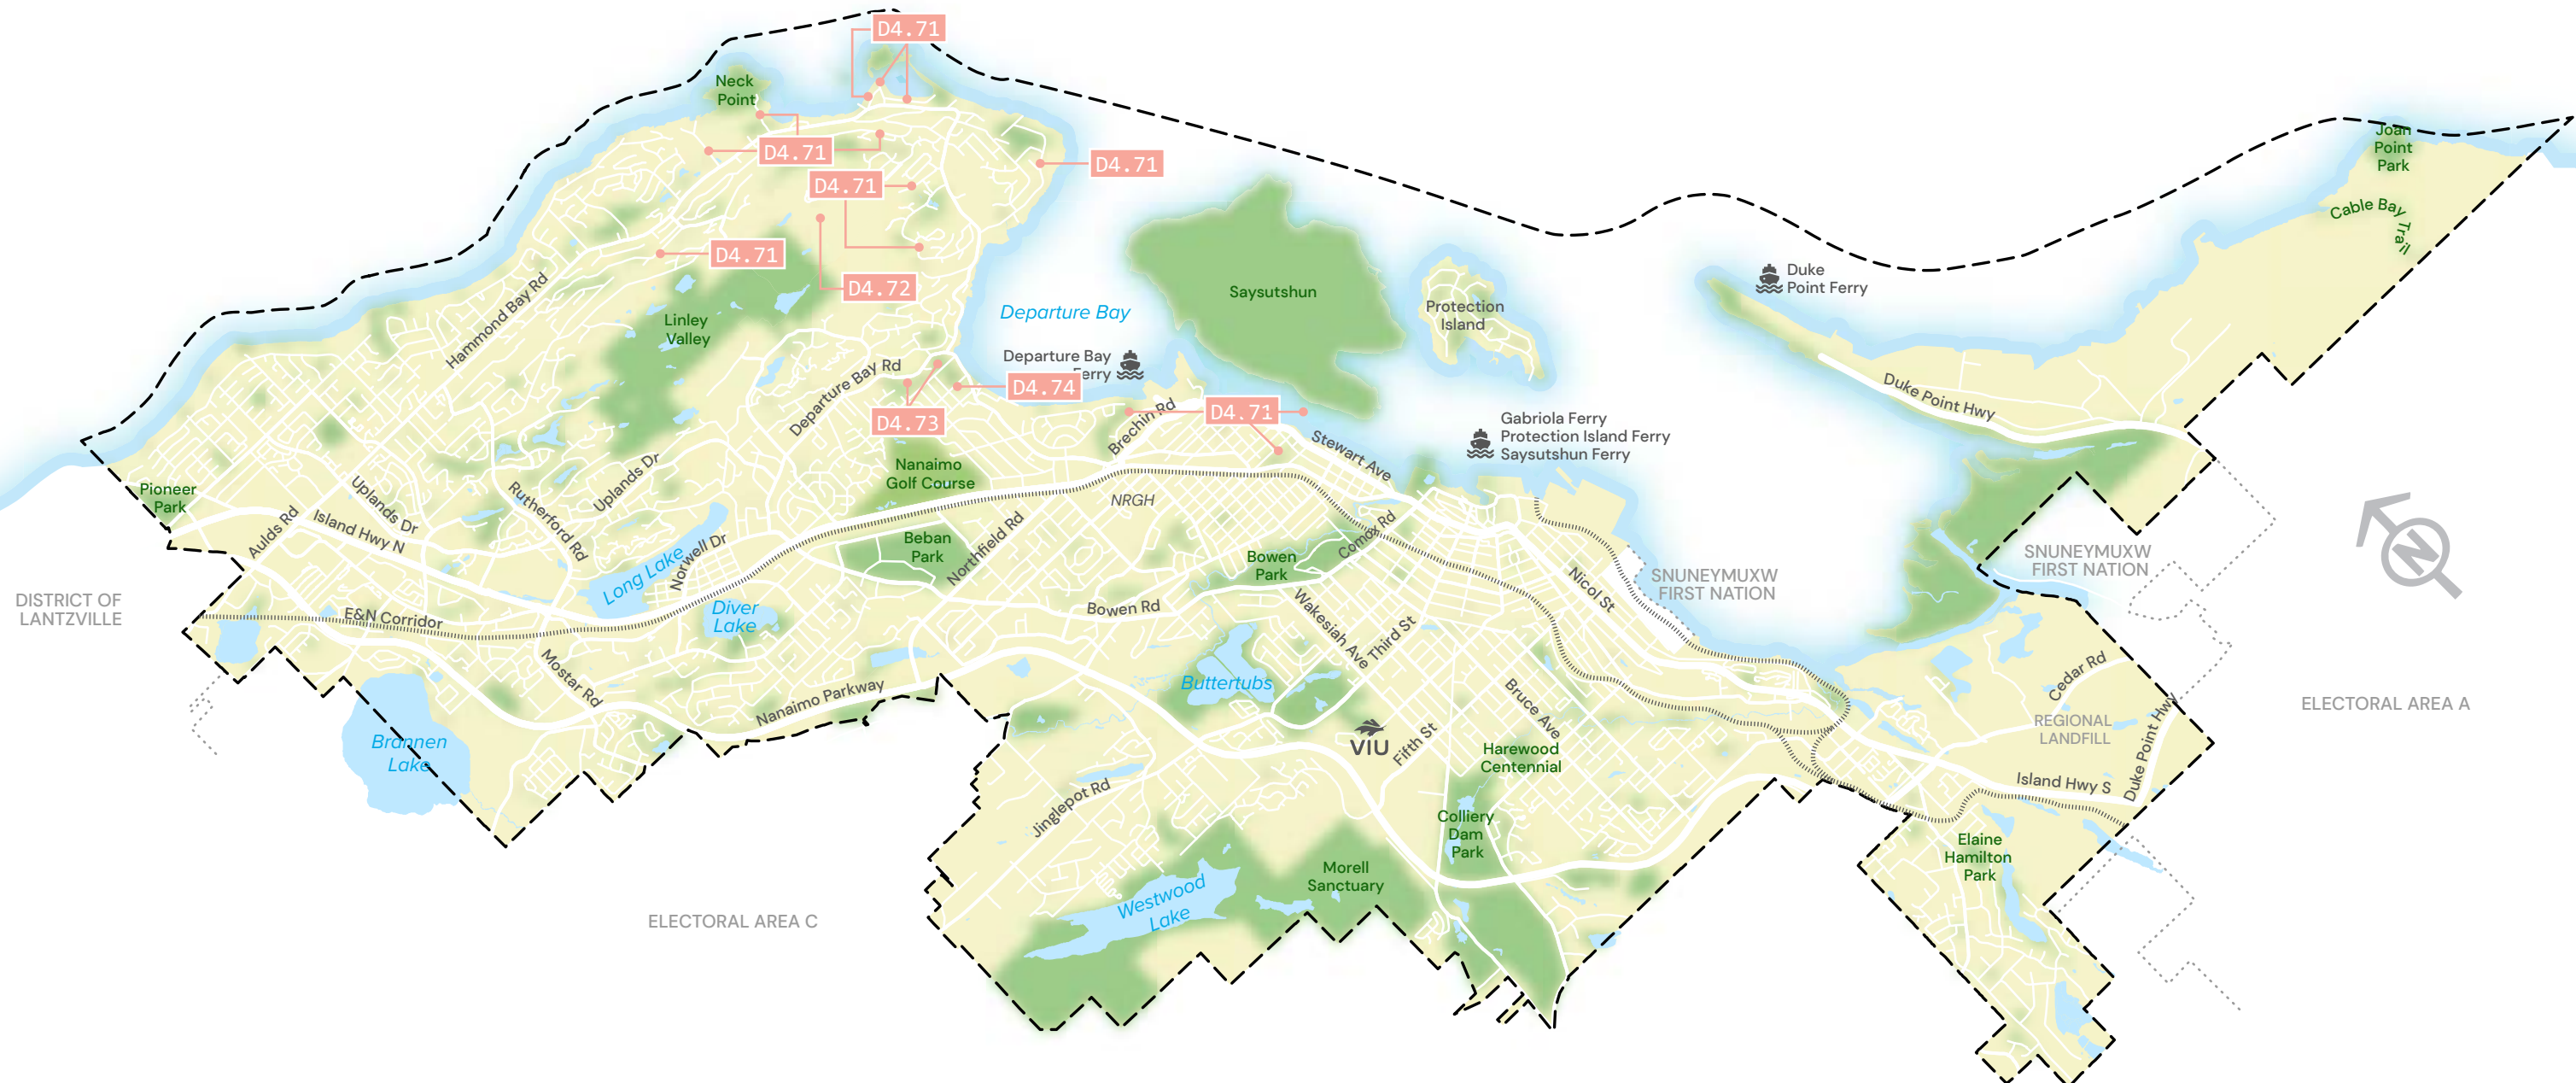 D4.71
Neck
Point
D4.71
D4.71
D4.71
D4.71
D4.72
Joan
Point
Park
Cable Bay Trail
Duke
Point Ferry
Saysutshun
Protection
Island
Hammond Bay Rd
Linley
Valley
Departure Bay
Departure Bay
Ferry
D4.74
Departure Bay Rd
D4.73
D4.71
Brechin Rd
Stewart Ave
Gabriola Ferry
Protection Island Ferry
Saysutshun Ferry
Duke Point Hwy
Pioneer
Park
Aulds Rd
Uplands Dr
Island Hwy N
Rutherford Rd
Uplands Dr
Nanaimo
Golf Course
NRGH
Long Lake
Norwell Dr
Beban
Park
Northfield Rd
Bowen
Park
Comox Rd
Nicol St
SNUNEYMUXW
FIRST NATION
SNUNEYMUXW
FIRST NATION
N
DISTRICT OF
LANTZVILLE
E&N Corridor
Diver
Lake
Bowen Rd
Wakesiah Ave
Third St
Mostar Rd
Nanaimo Parkway
Buttertubs
VIU
Fifth St
Bruce Ave
Harewood
Centennial
Cedar Rd
REGIONAL
LANDFILL
Duke Point Hwy
ELECTORAL AREA A
Brannen
Lake
Jinglepot Rd
Island Hwy S
Colliery
Dam
Park
Elaine
Hamilton
Park
Morell
Sanctuary
Westwood
Lake
ELECTORAL AREA C